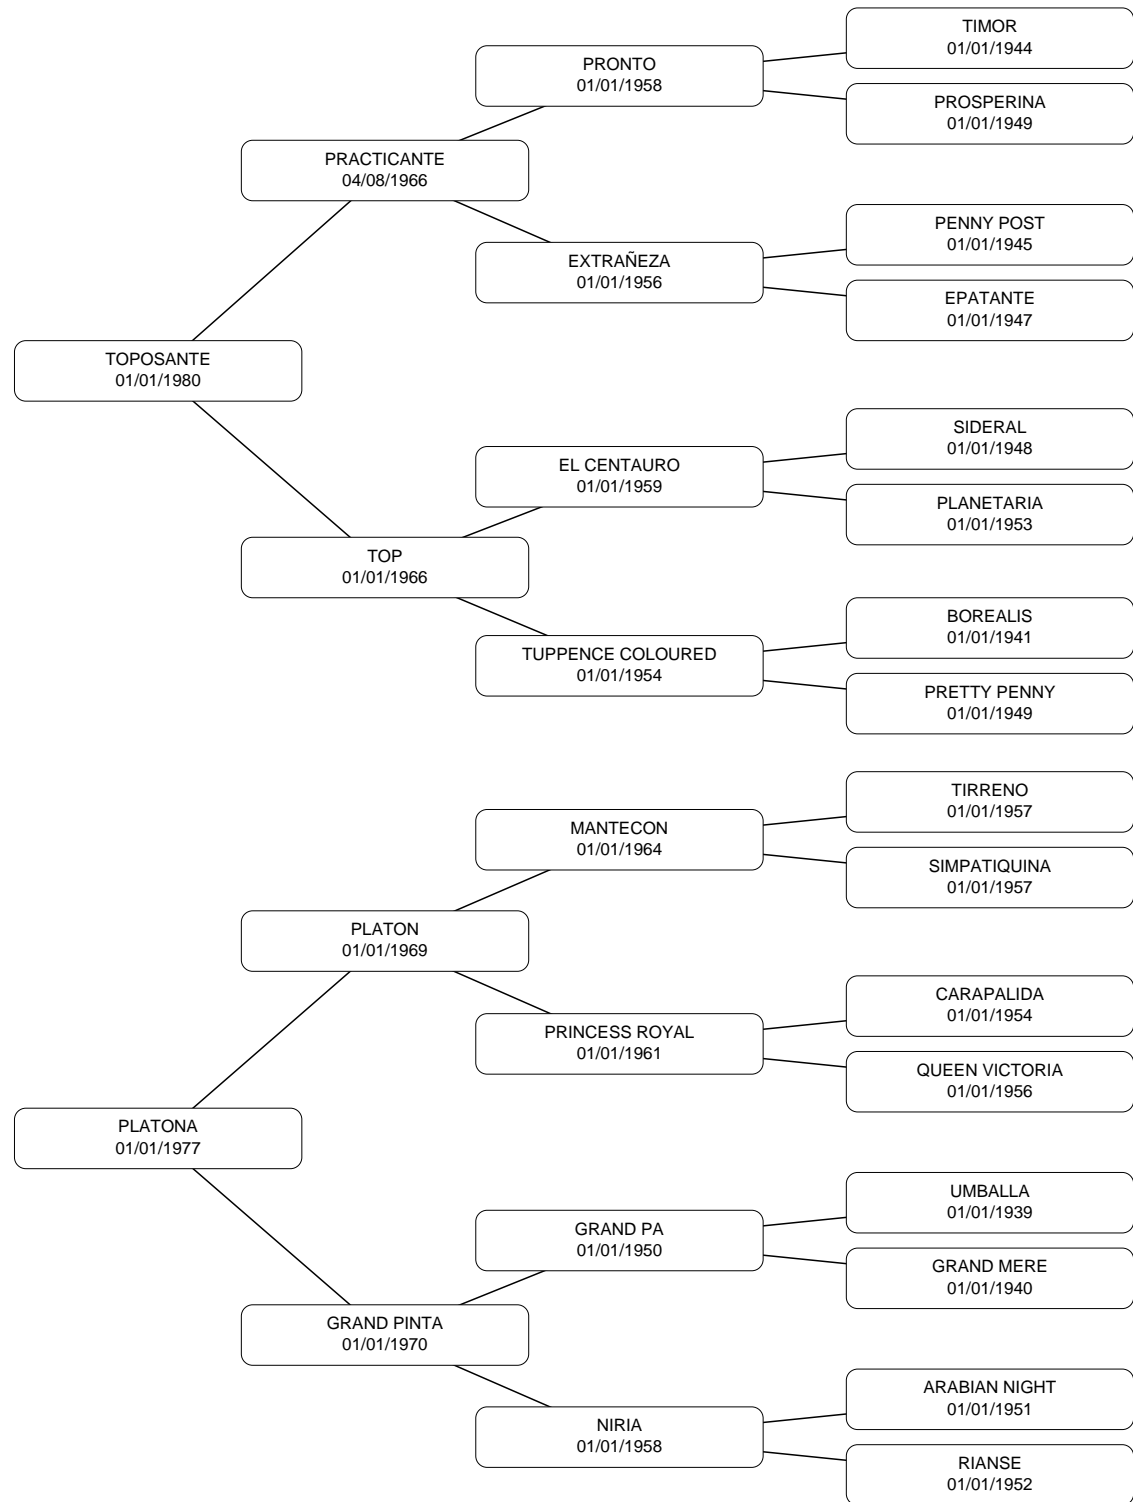 TIMOR
01/01/1944
PRONTO
01/01/1958
PROSPERINA
01/01/1949
PRACTICANTE
04/08/1966
PENNY POST
01/01/1945
EXTRAÑEZA
01/01/1956
EPATANTE
01/01/1947
TOPOSANTE
01/01/1980
SIDERAL
01/01/1948
EL CENTAURO
01/01/1959
PLANETARIA
01/01/1953
TOP
01/01/1966
BOREALIS
01/01/1941
TUPPENCE COLOURED
01/01/1954
PRETTY PENNY
01/01/1949
TIRRENO
01/01/1957
MANTECON
01/01/1964
SIMPATIQUINA
01/01/1957
PLATON
01/01/1969
CARAPALIDA
01/01/1954
PRINCESS ROYAL
01/01/1961
QUEEN VICTORIA
01/01/1956
PLATONA
01/01/1977
UMBALLA
01/01/1939
GRAND PA
01/01/1950
GRAND MERE
01/01/1940
GRAND PINTA
01/01/1970
ARABIAN NIGHT
01/01/1951
NIRIA
01/01/1958
RIANSE
01/01/1952